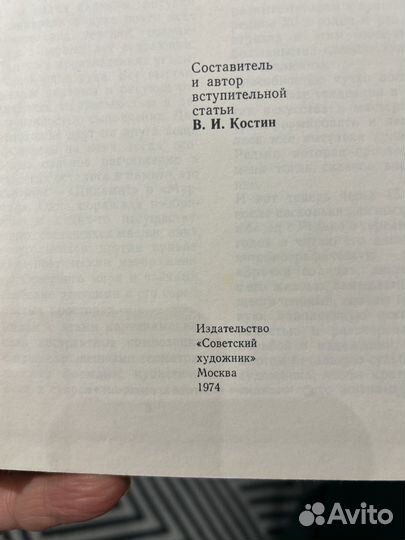 Составитель
и автор
вступительной
статьи
В. И. Костин
Издательство
«Советский
художник»
Москва
1974
Avito